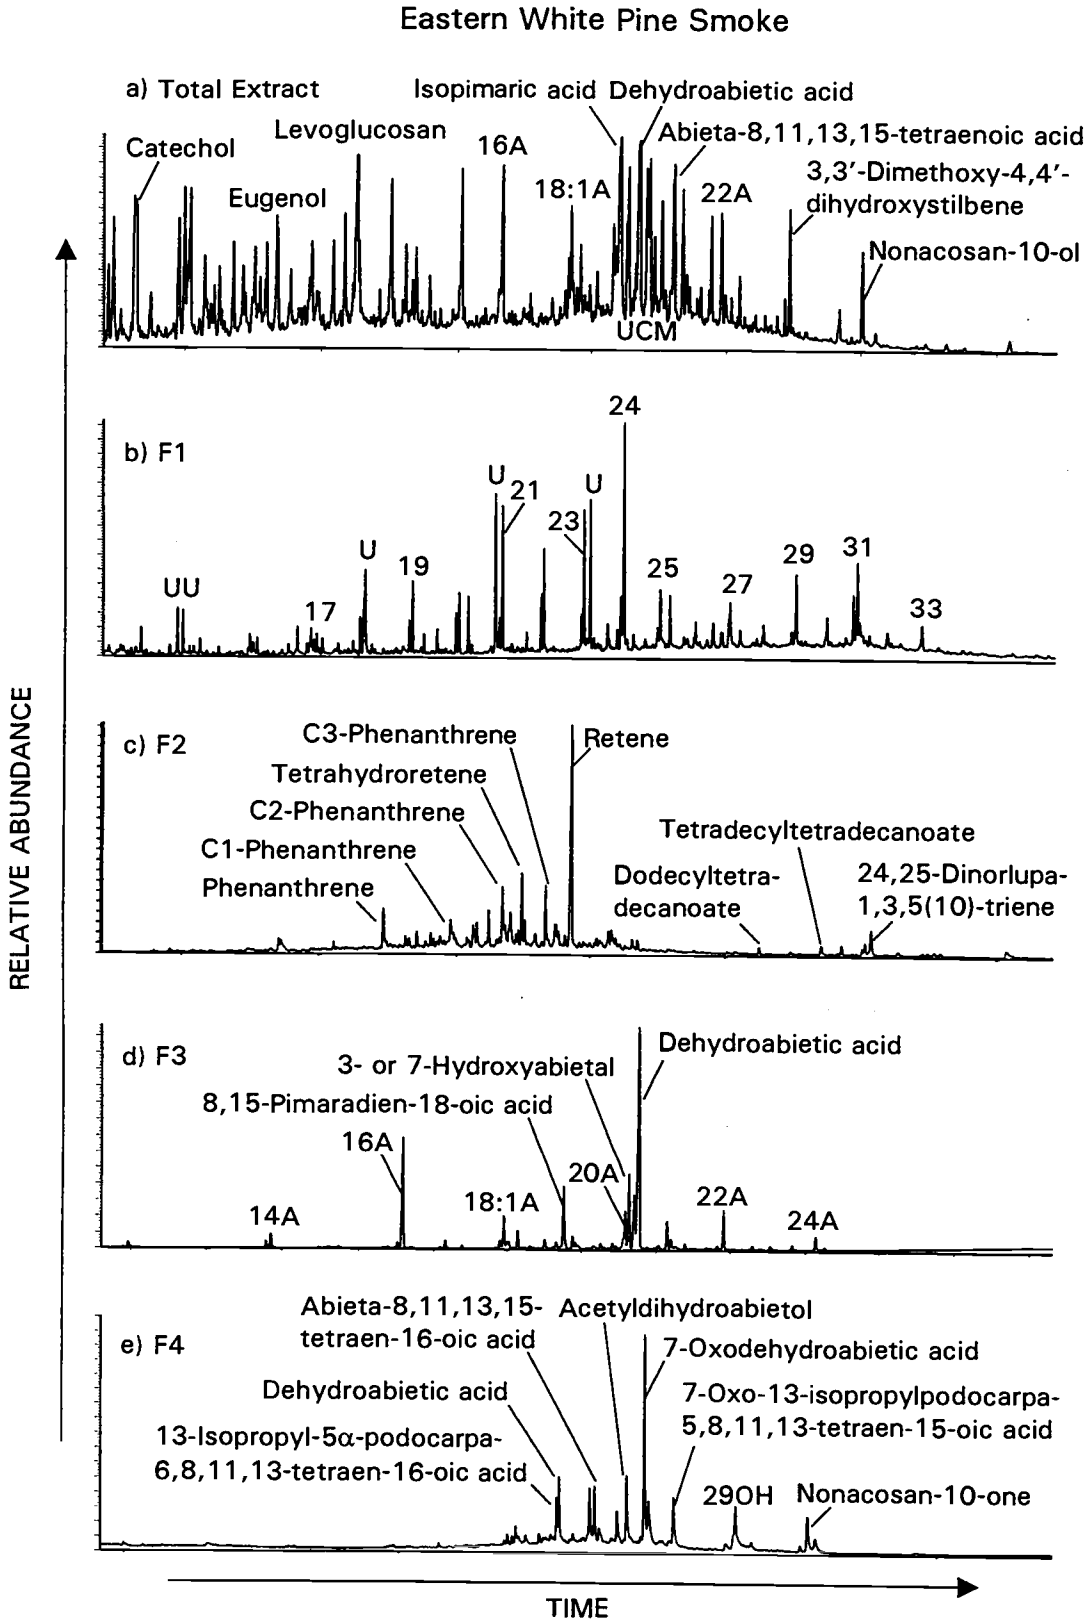 Eastern White Pine Smoke
a) Total Extract
Isopimaric acid
Dehydroabietic acid
Catechol
Levoglucosan
16A
Abieta-8,11,13,15-tetraenoic acid
Eugenol
18:1A
22A
3,3'-Dimethoxy-4,4'-
dihydroxystilbene
Nonacosan-10-ol
UCM
b) F1
24
U
21
U
23
U
19
UU
17
25
27
29
31
33
c) F2
C3-Phenanthrene
Retene
Tetrahydroretene
C2-Phenanthrene
C1-Phenanthrene
Phenanthrene
Tetradecyltetradecanoate
Dodecyltetra-
decanoate
24,25-Dinorlupa-
1,3,5(10)-triene
d) F3
Dehydroabietic acid
3- or 7-Hydroxyabietal
8,15-Pimaradien-18-oic acid
16A
20A
14A
18:1A
22A
24A
e) F4
Abieta-8,11,13,15-
tetraen-16-oic acid
Acetyldihydroabietol
7-Oxodehydroabietic acid
Dehydroabietic acid
7-Oxo-13-isopropylpodocarpa-
5,8,11,13-tetraen-15-oic acid
13-Isopropyl-5α-podocarpa-
6,8,11,13-tetraen-16-oic acid
29OH
Nonacosan-10-one
RELATIVE ABUNDANCE
TIME